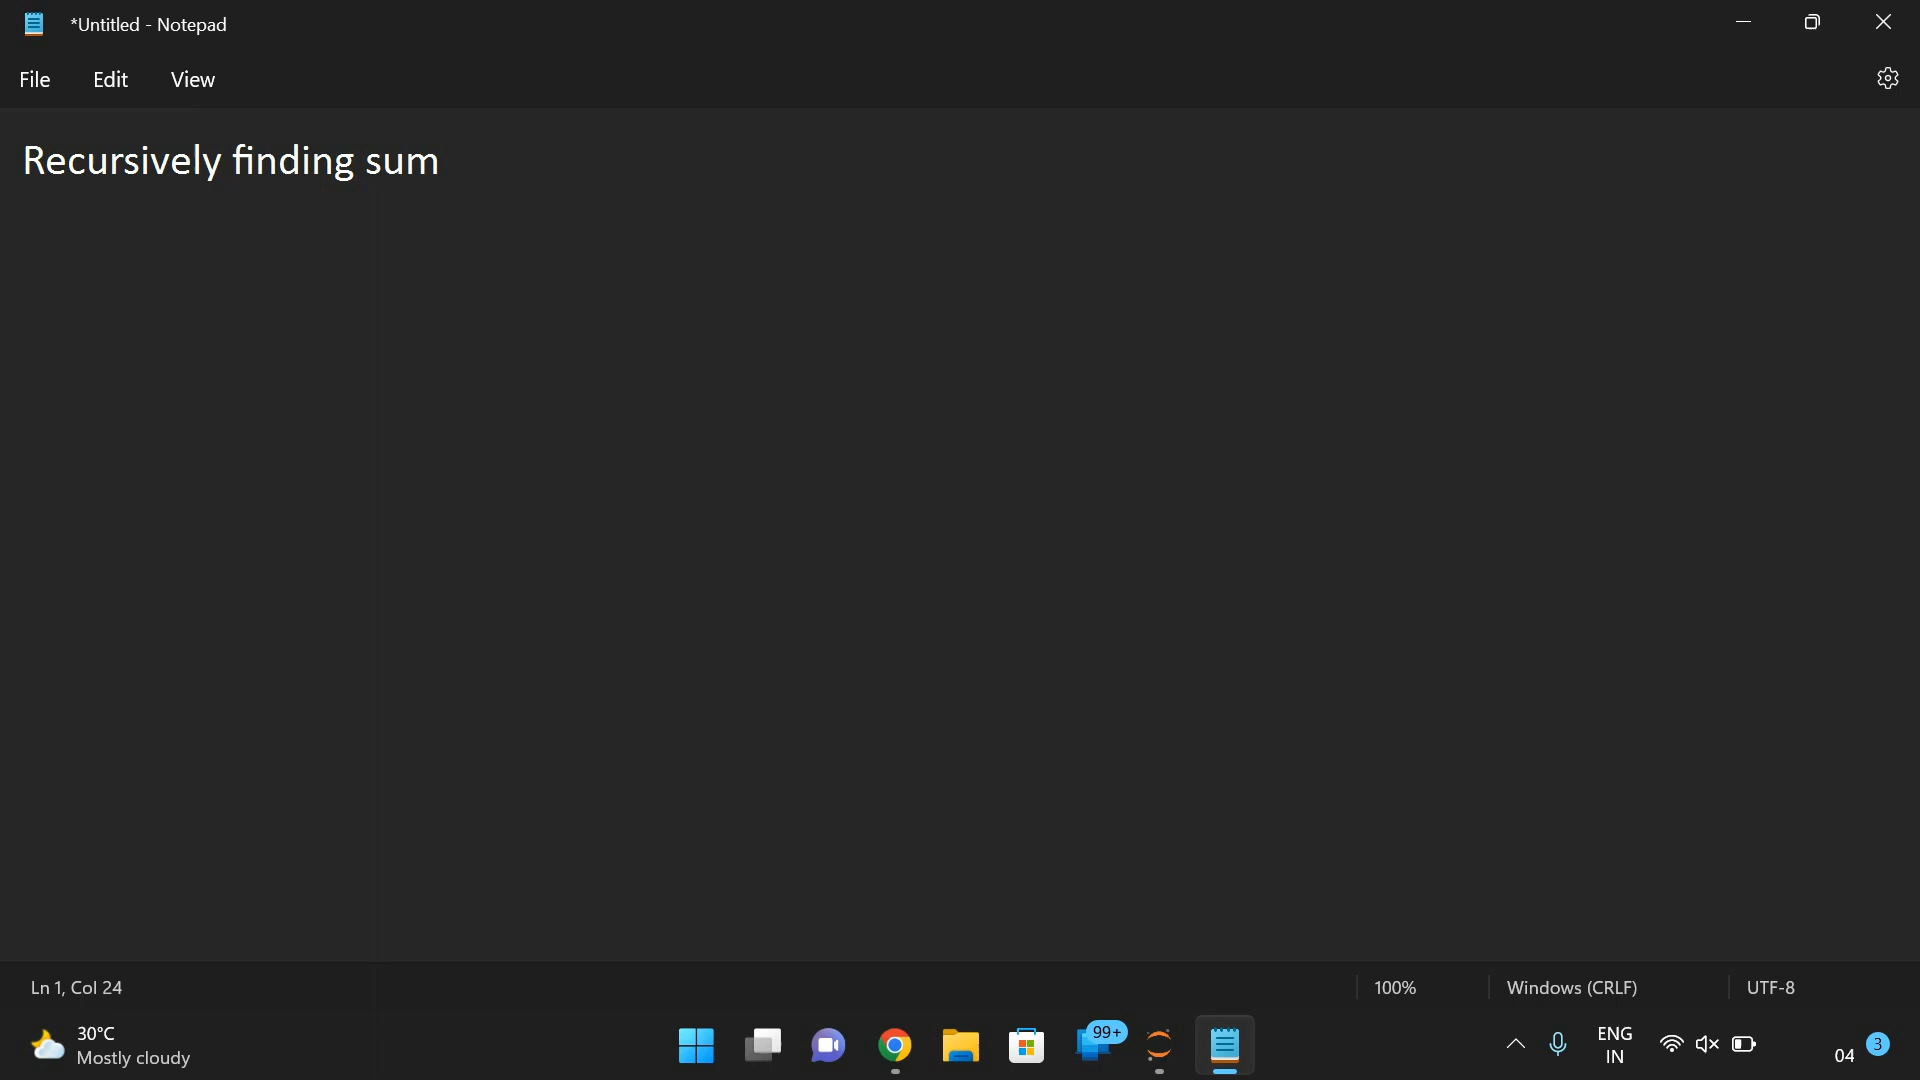 *Untitled - Notepad
File Edit View
Recursively finding sum
Ln 1, Col 24 100% Windows (CRLF) UTF-8
30°C
Mostly cloudy
99+
ENG
IN
04 3